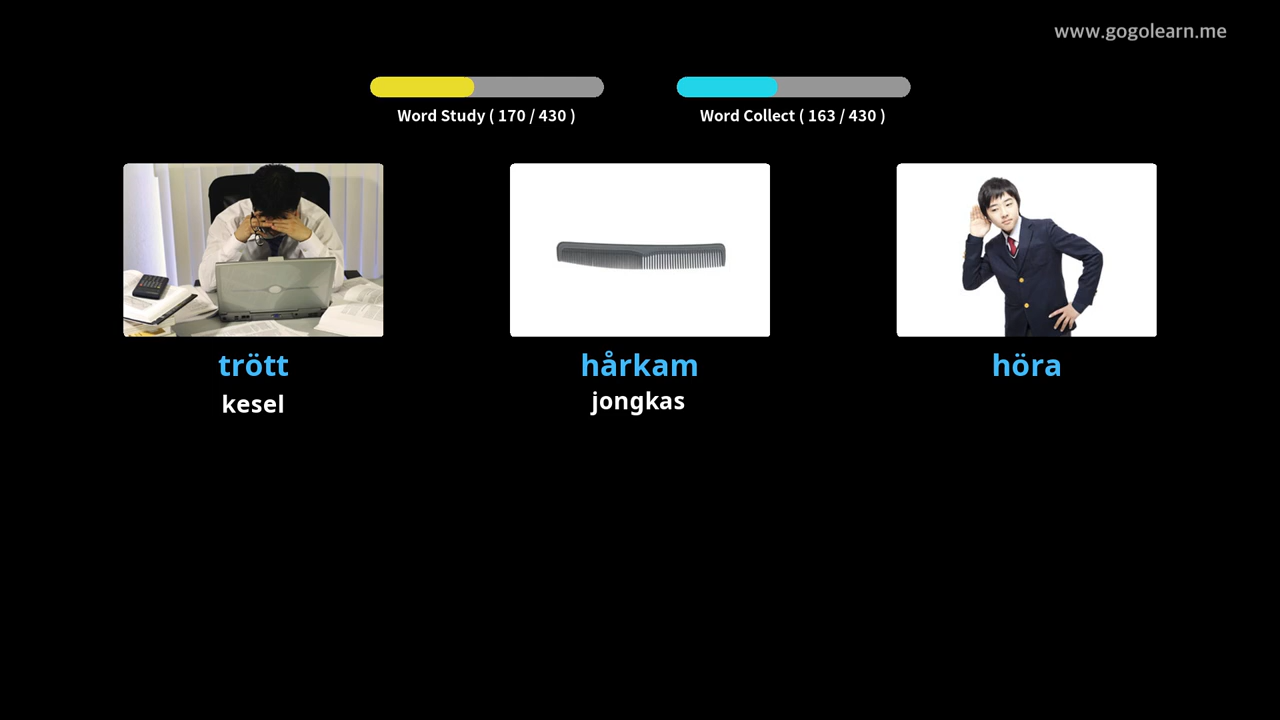 www.gogolearn.me
Word Study ( 170 / 430 )
Word Collect ( 163 / 430 )
trött
hårkam
höra
kesel
jongkas